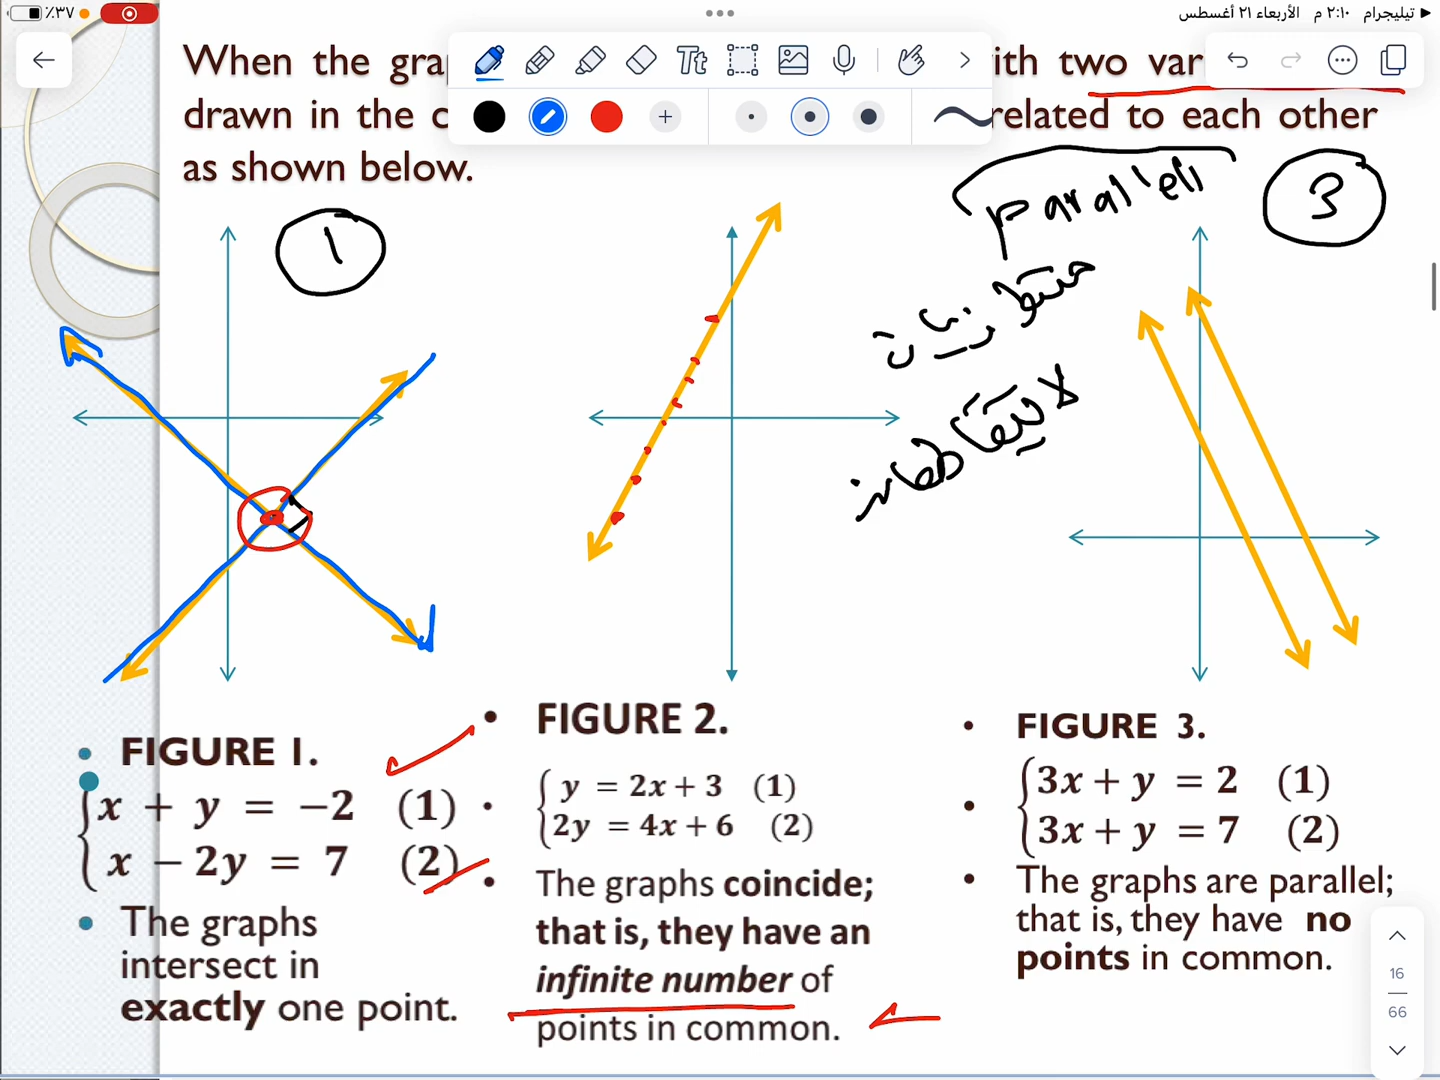 ٪٣٧
◀ تيليجرام ٢:١٠ م الأربعاء ٢١ أغسطس
When the gra
ith two var
drawn in the c
related to each other
as shown below.
Tt
1
parallel
3
متوازيات
لا يتقاطعان
FIGURE 1.
x + y = −2 (1)
x − 2y = 7 (2)
The graphs
intersect in
exactly one point.
FIGURE 2.
y = 2x + 3 (1)
2y = 4x + 6 (2)
The graphs coincide;
that is, they have an
infinite number of
points in common.
FIGURE 3.
3x + y = 2 (1)
3x + y = 7 (2)
The graphs are parallel;
that is, they have no
points in common.
16
66